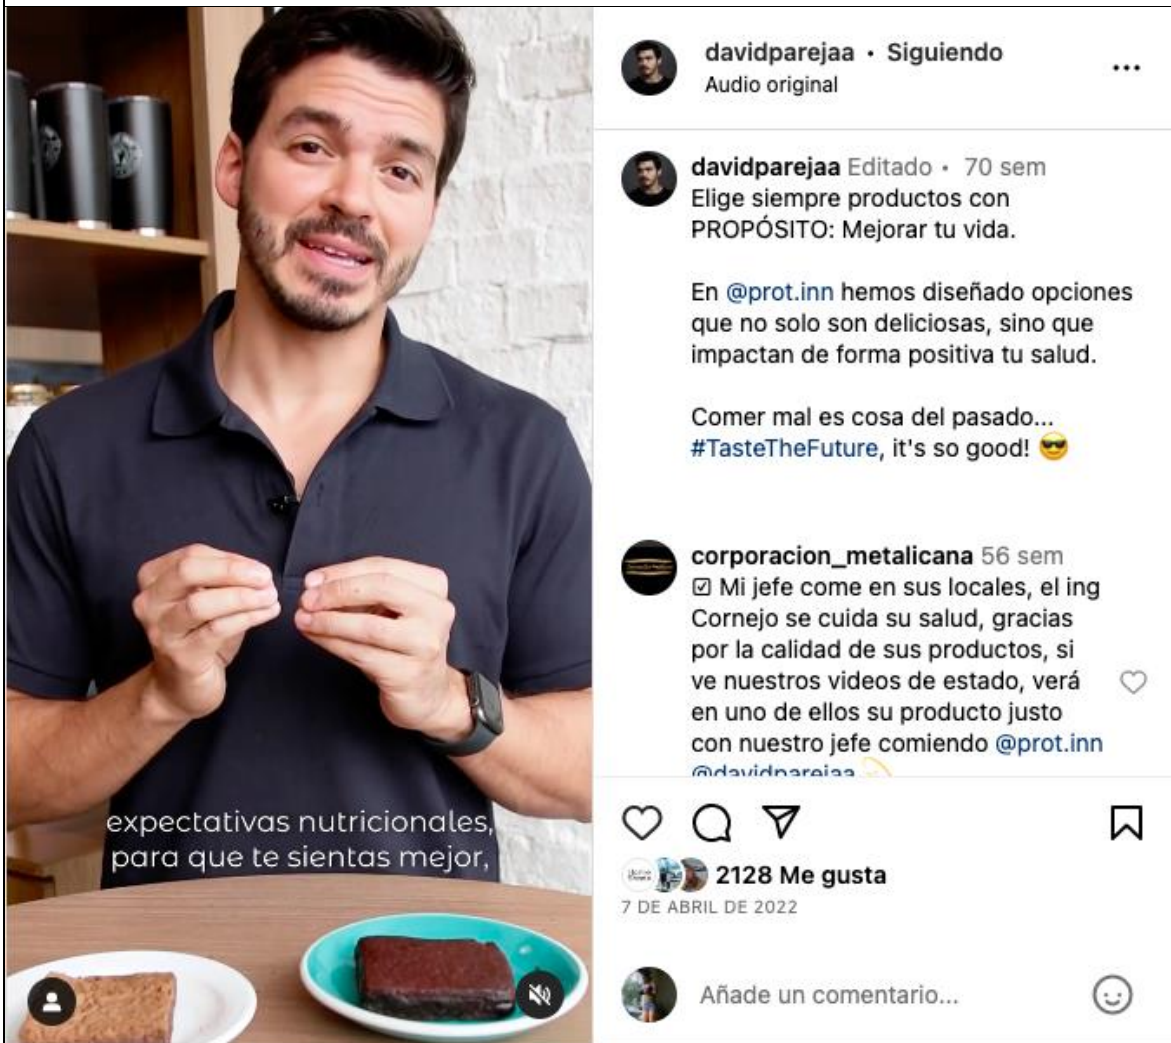 davidparejaa • Siguiendo
Audio original
davidparejaa Editado • 70 sem
Elige siempre productos con
PROPÓSITO: Mejorar tu vida.
En @prot.inn hemos diseñado opciones
que no solo son deliciosas, sino que
impactan de forma positiva tu salud.
Comer mal es cosa del pasado...
#TasteTheFuture, it's so good! 😎
corporacion_metalicana 56 sem
☑ Mi jefe come en sus locales, el ing
Cornejo se cuida su salud, gracias
por la calidad de sus productos, si
ve nuestros videos de estado, verá
en uno de ellos su producto justo
con nuestro jefe comiendo @prot.inn
@davidparejaa
expectativas nutricionales,
para que te sientas mejor,
2128 Me gusta
7 DE ABRIL DE 2022
Añade un comentario...